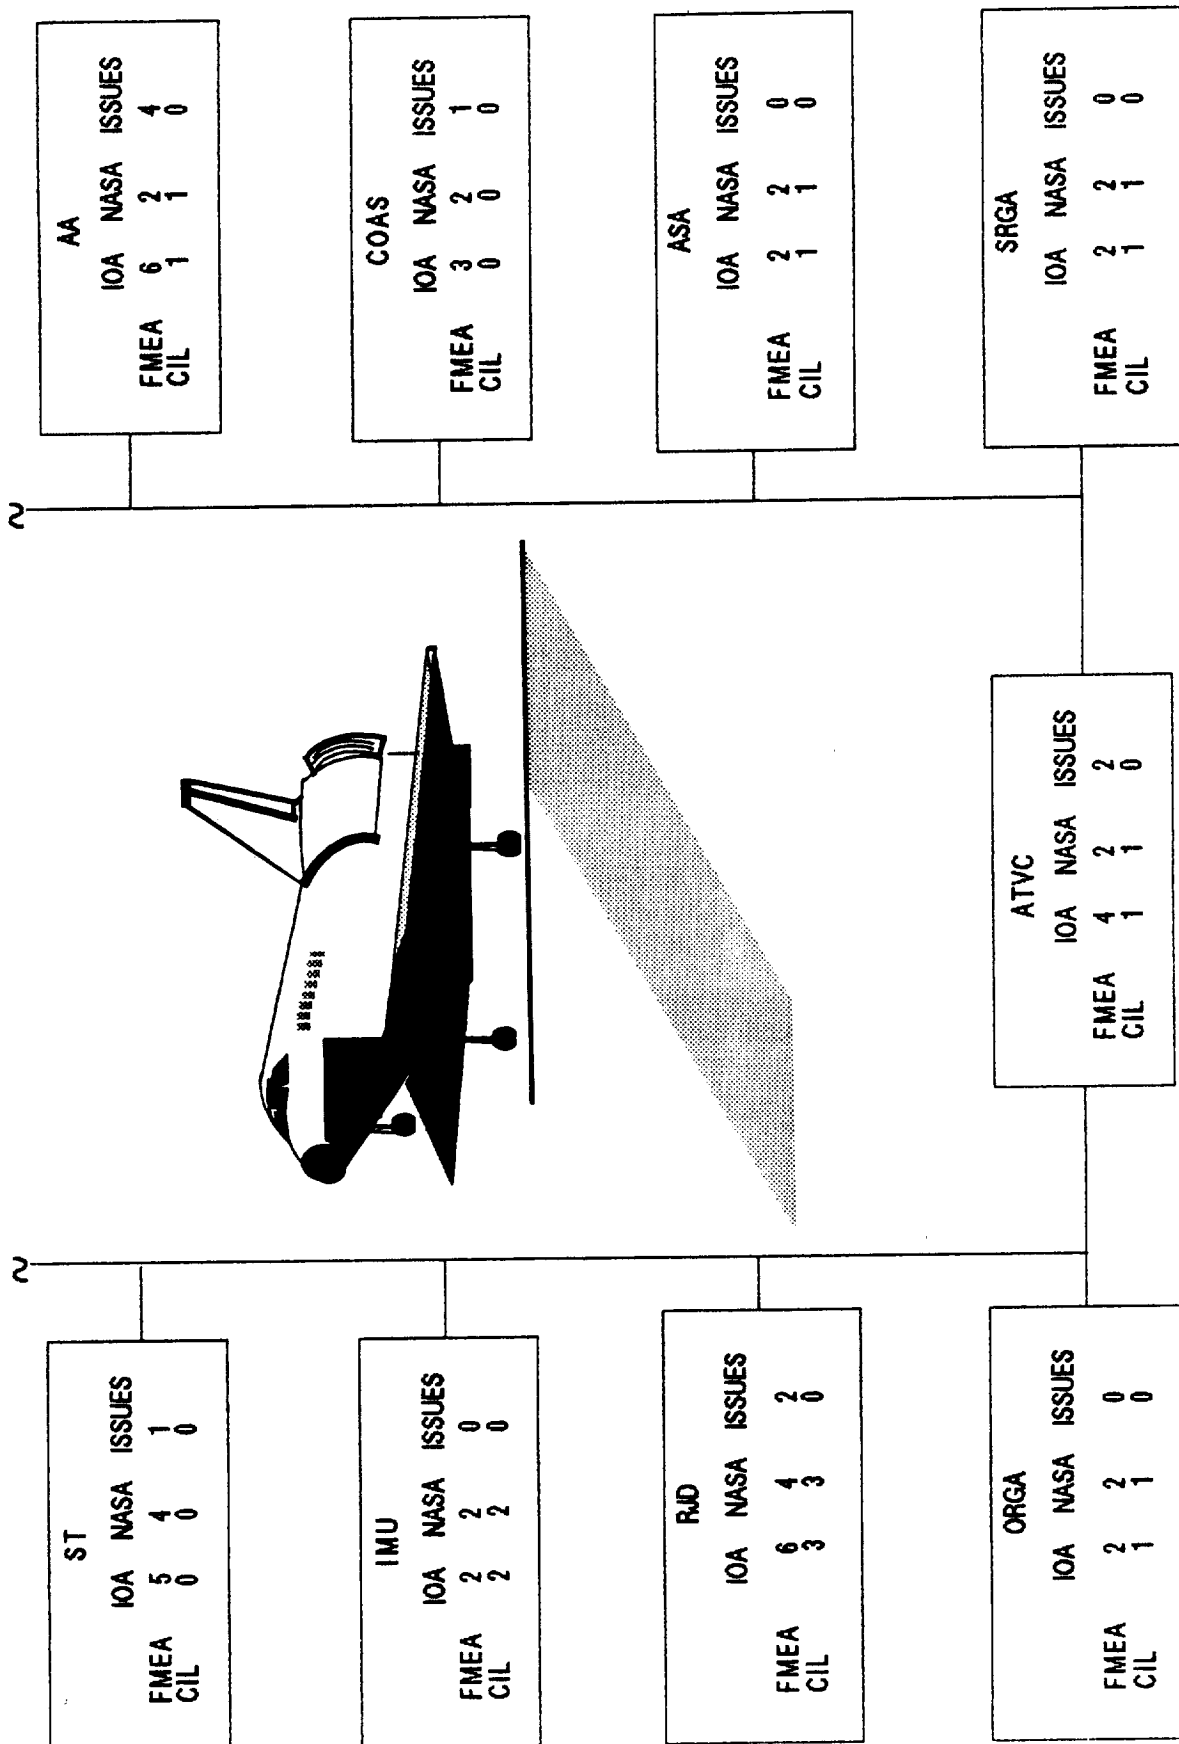 ST
IOA NASA ISSUES
FMEA 5 4 1
CIL 0 0 0
IMU
IOA NASA ISSUES
FMEA 2 2 0
CIL 2 2 0
RJD
IOA NASA ISSUES
FMEA 6 4 2
CIL 3 3 0
ORGA
IOA NASA ISSUES
FMEA 2 2 0
CIL 1 1 0
ATVC
IOA NASA ISSUES
FMEA 4 2 2
CIL 1 1 0
AA
IOA NASA ISSUES
FMEA 6 2 4
CIL 1 1 0
COAS
IOA NASA ISSUES
FMEA 3 2 1
CIL 0 0 0
ASA
IOA NASA ISSUES
FMEA 2 2 0
CIL 1 1 0
SRGA
IOA NASA ISSUES
FMEA 2 2 0
CIL 1 1 0